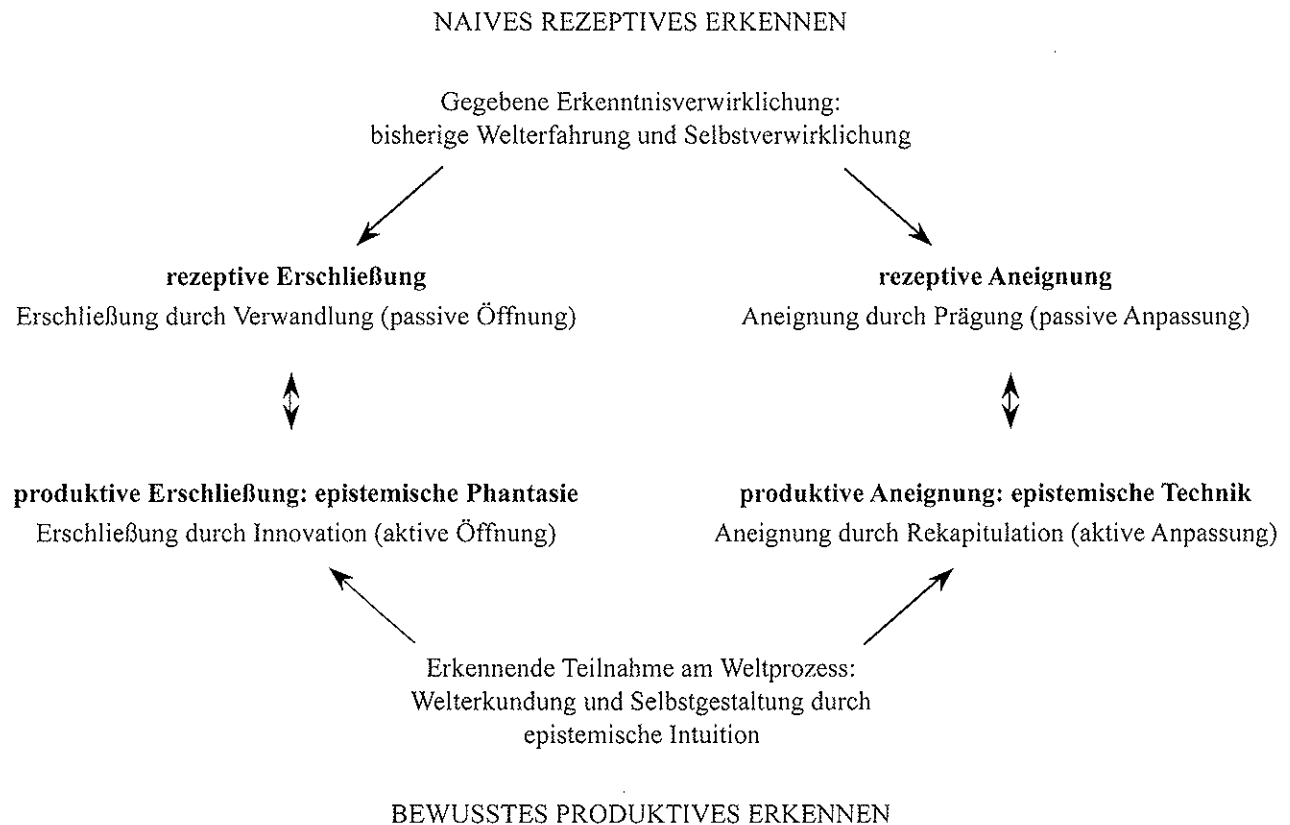 NAIVES REZEPTIVES ERKENNEN
Gegebene Erkenntnisverwirklichung:
bisherige Welterfahrung und Selbstverwirklichung
rezeptive Erschließung
Erschließung durch Verwandlung (passive Öffnung)
rezeptive Aneignung
Aneignung durch Prägung (passive Anpassung)
produktive Erschließung: epistemische Phantasie
Erschließung durch Innovation (aktive Öffnung)
produktive Aneignung: epistemische Technik
Aneignung durch Rekapitulation (aktive Anpassung)
Erkennende Teilnahme am Weltprozess:
Welterkundung und Selbstgestaltung durch
epistemische Intuition
BEWUSSTES PRODUKTIVES ERKENNEN